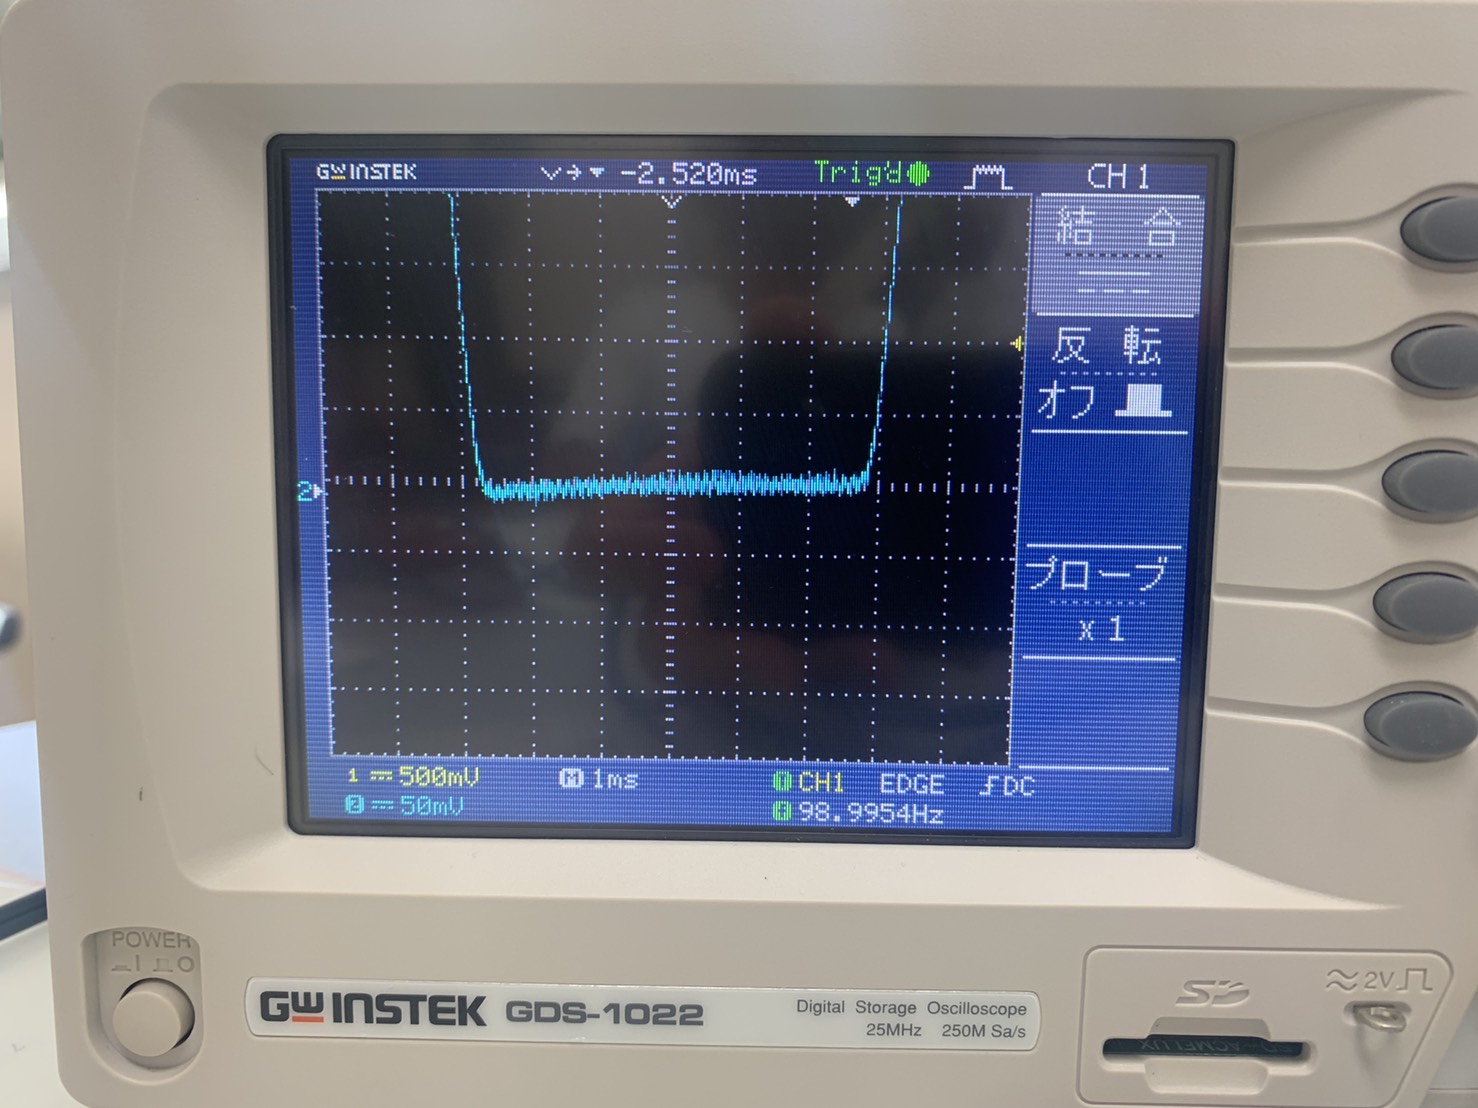 GW INSTEK -2.520ms Trig'd CH1
結 合
反 転
オフ
2
プローブ
x 1
1 500mV M 1ms CH1 EDGE DC
2 50mV 98.9954Hz
POWER
SD 2V
GW INSTEK GDS-1022 Digital Storage Oscilloscope
25MHz 250M Sa/s